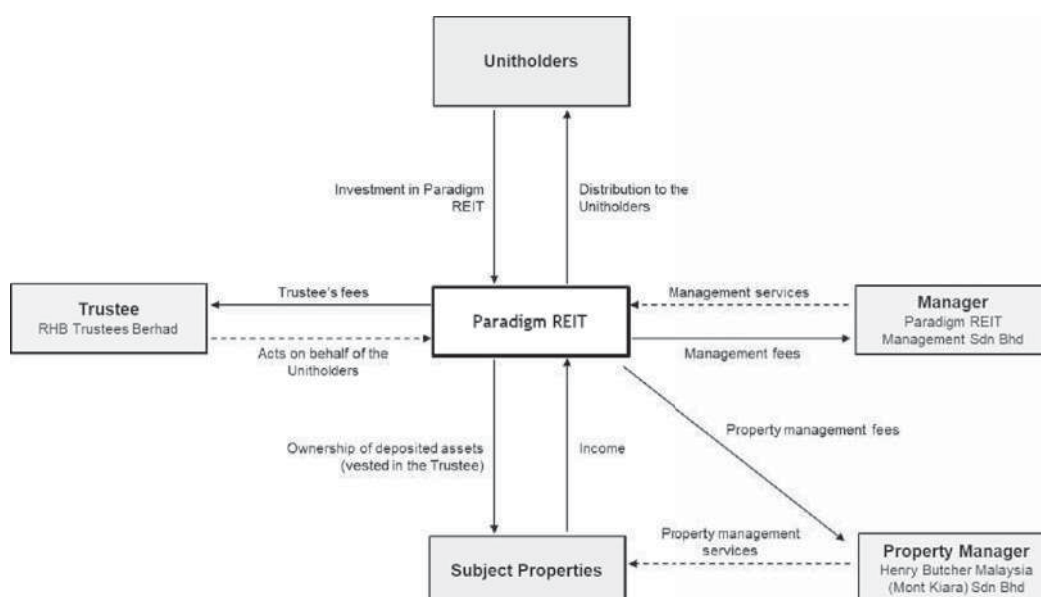 Unitholders
Investment in Paradigm
REIT
Distribution to the
Unitholders
Trustee
RHB Trustees Berhad
Trustee's fees
Acts on behalf of the
Unitholders
Paradigm REIT
Management services
Management fees
Manager
Paradigm REIT
Management Sdn Bhd
Property management fees
Ownership of deposited assets
(vested in the Trustee)
Income
Subject Properties
Property management
services
Property Manager
Henry Butcher Malaysia
(Mont Kiara) Sdn Bhd